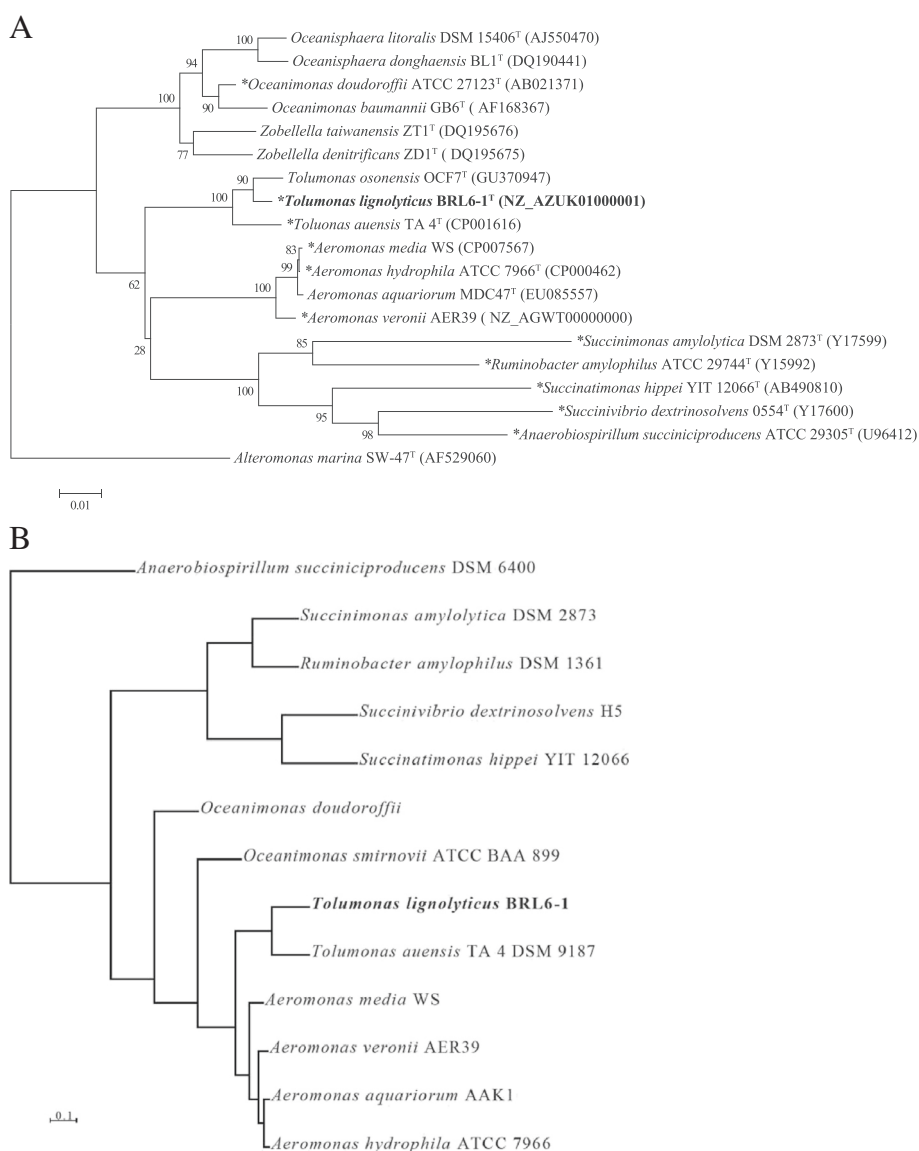 A
100 Oceanisphaera litoralis DSM 15406ᵀ (AJ550470)
Oceanisphaera donghaensis BL1ᵀ (DQ190441)
94
*Oceanimonas doudoroffii ATCC 27123ᵀ (AB021371)
100
90 Oceanimonas baumannii GB6ᵀ ( AF168367)
Zobellella taiwanensis ZT1ᵀ (DQ195676)
77 Zobellella denitrificans ZD1ᵀ ( DQ195675)
90 Tolumonas osonensis OCF7ᵀ (GU370947)
100 *Tolumonas lignolyticus BRL6-1ᵀ (NZ_AZUK01000001)
*Toluonas auensis TA 4ᵀ (CP001616)
83 *Aeromonas media WS (CP007567)
99 *Aeromonas hydrophila ATCC 7966ᵀ (CP000462)
62
100 Aeromonas aquariorum MDC47ᵀ (EU085557)
*Aeromonas veronii AER39 ( NZ_AGWT00000000)
28
85 *Succinimonas amylolytica DSM 2873ᵀ (Y17599)
*Ruminobacter amylophilus ATCC 29744ᵀ (Y15992)
100 *Succinatimonas hippei YIT 12066ᵀ (AB490810)
95 *Succinivibrio dextrinosolvens 0554ᵀ (Y17600)
98 *Anaerobiospirillum succiniciproducens ATCC 29305ᵀ (U96412)
Alteromonas marina SW-47ᵀ (AF529060)
0.01
B
Anaerobiospirillum succiniciproducens DSM 6400
Succinimonas amylolytica DSM 2873
Ruminobacter amylophilus DSM 1361
Succinivibrio dextrinosolvens H5
Succinatimonas hippei YIT 12066
Oceanimonas doudoroffii
Oceanimonas smirnovii ATCC BAA 899
Tolumonas lignolyticus BRL6-1
Tolumonas auensis TA 4 DSM 9187
Aeromonas media WS
Aeromonas veronii AER39
Aeromonas aquariorum AAK1
0.1
Aeromonas hydrophila ATCC 7966